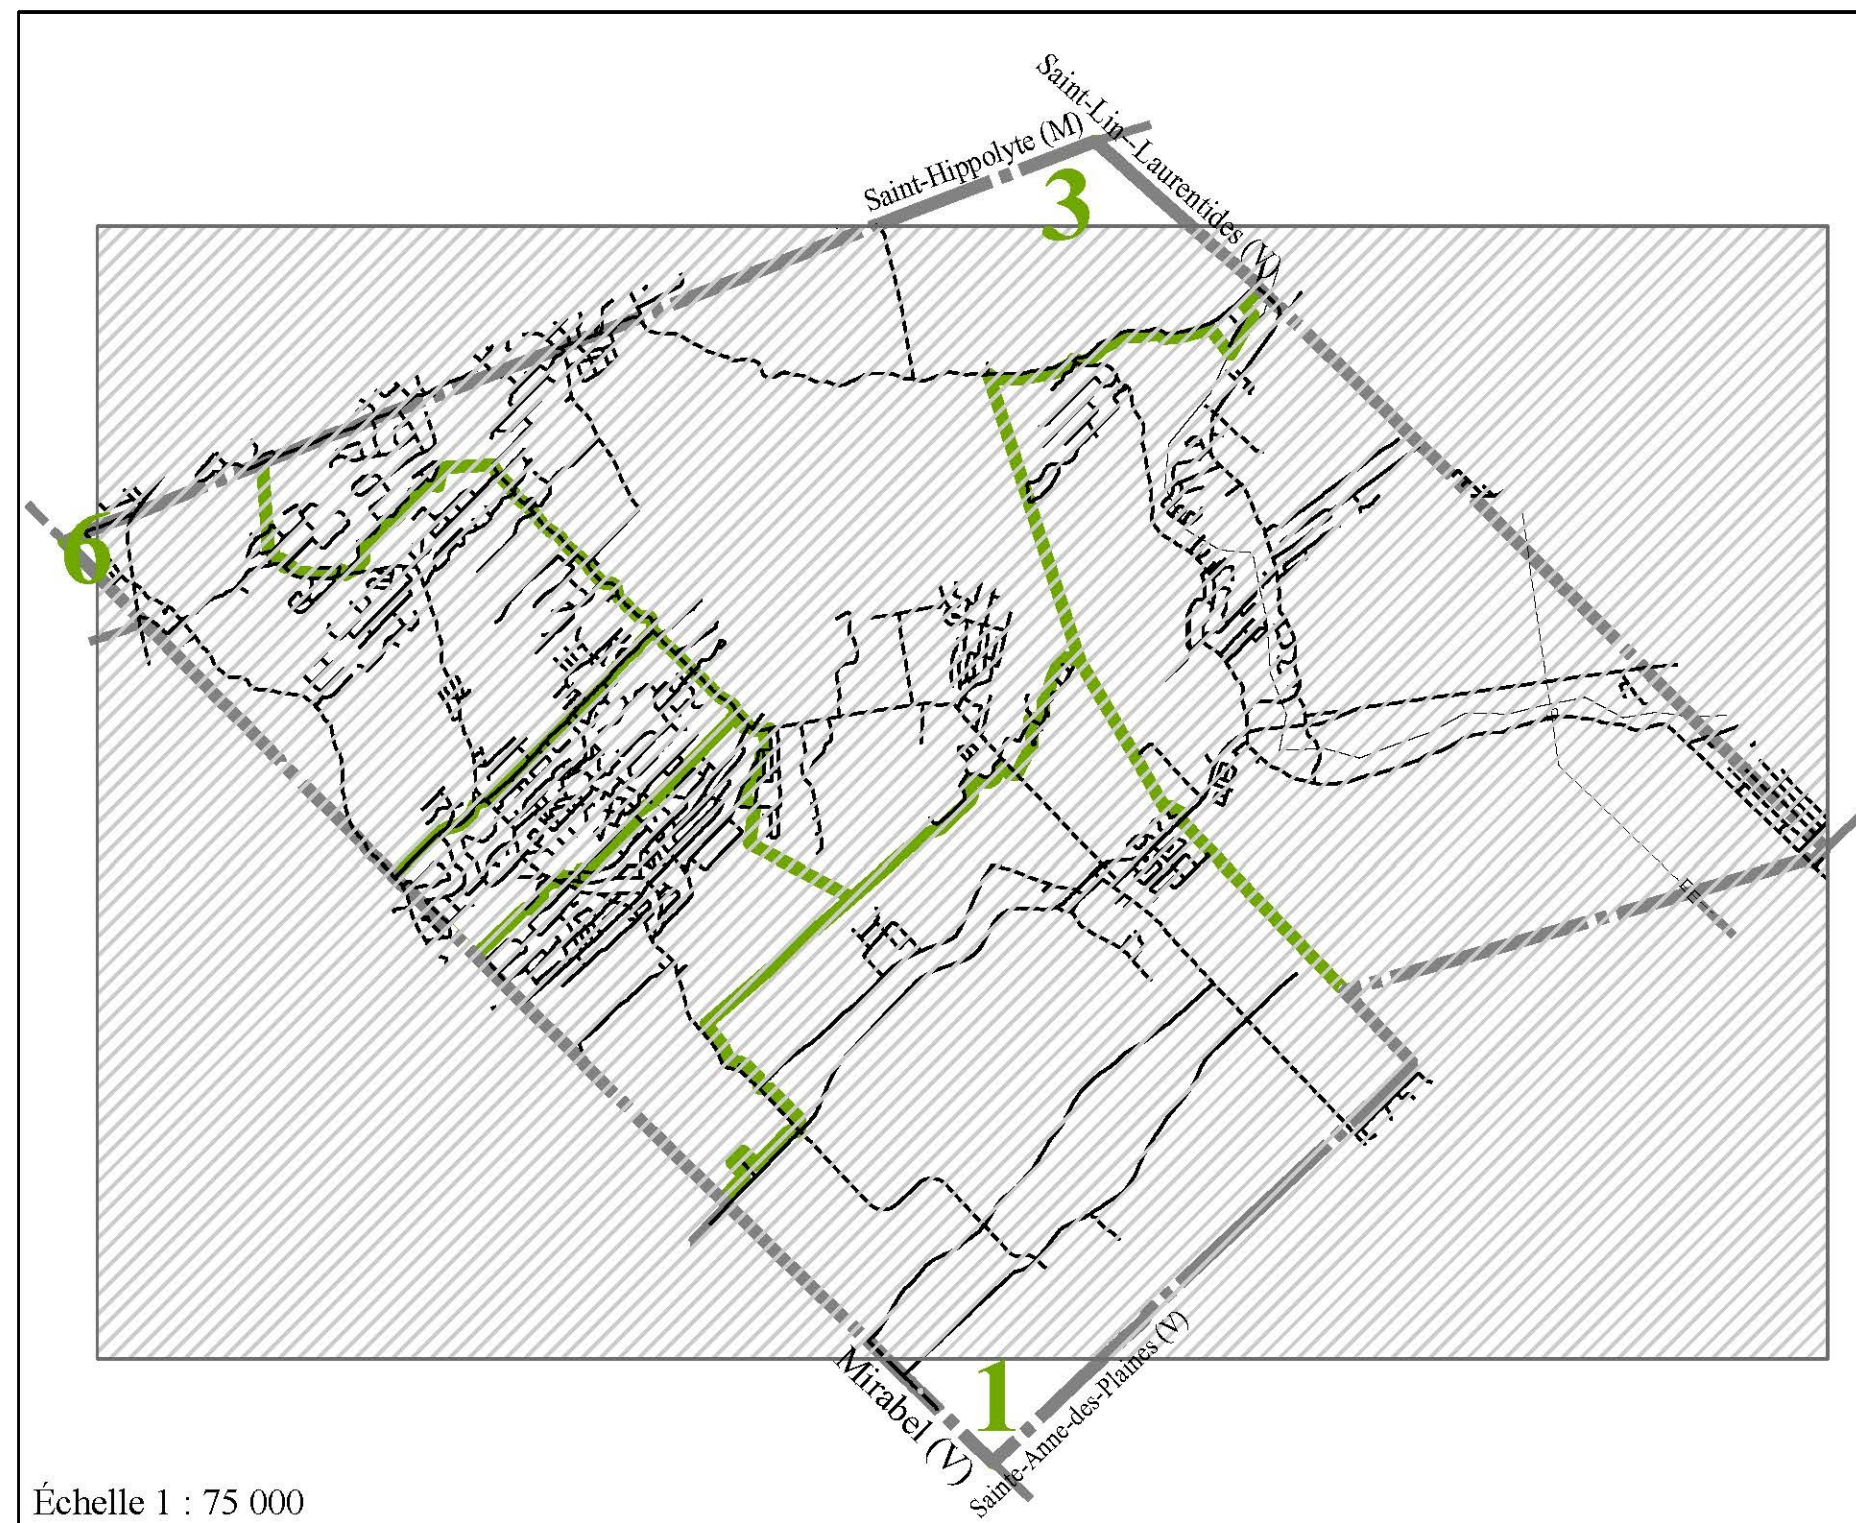 Saint-Lin--Laurentides (V)
Saint-Hippolyte (M)
3
6
1
Mirabel (V)
Sainte-Anne-des-Plaines (V)
Échelle 1 : 75 000